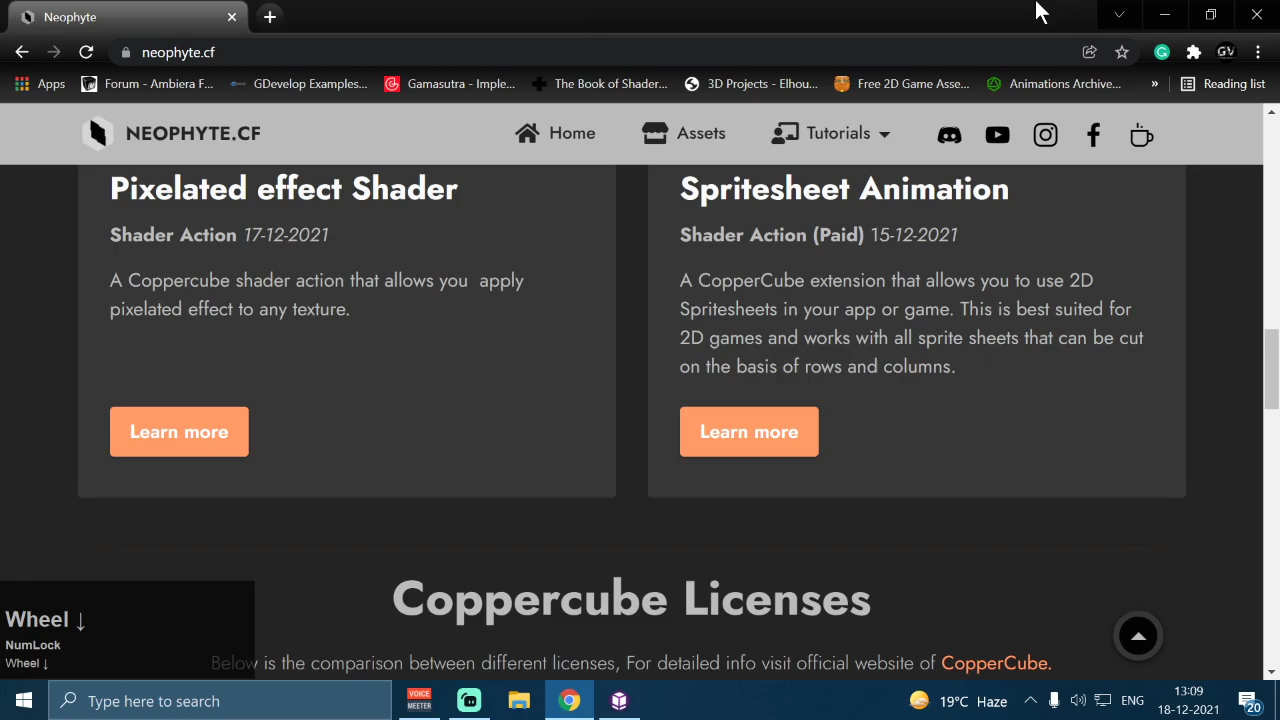 Neophyte
neophyte.cf
Apps
Forum - Ambiera F...
GDevelop Examples...
Gamasutra - Imple...
The Book of Shader...
3D Projects - Elhou...
Free 2D Game Asse...
Animations Archive...
»
Reading list
NEOPHYTE.CF
Home
Assets
Tutorials
Pixelated effect Shader
Shader Action 17-12-2021
A Coppercube shader action that allows you apply
pixelated effect to any texture.
Learn more
Spritesheet Animation
Shader Action (Paid) 15-12-2021
A CopperCube extension that allows you to use 2D
Spritesheets in your app or game. This is best suited for
2D games and works with all sprite sheets that can be cut
on the basis of rows and columns.
Learn more
Coppercube Licenses
Below is the comparison between different licenses, For detailed info visit official website of CopperCube.
Wheel ↓
NumLock
Wheel ↓
Type here to search
VOICE
MEETER
19°C Haze
ENG
13:09
18-12-2021
20